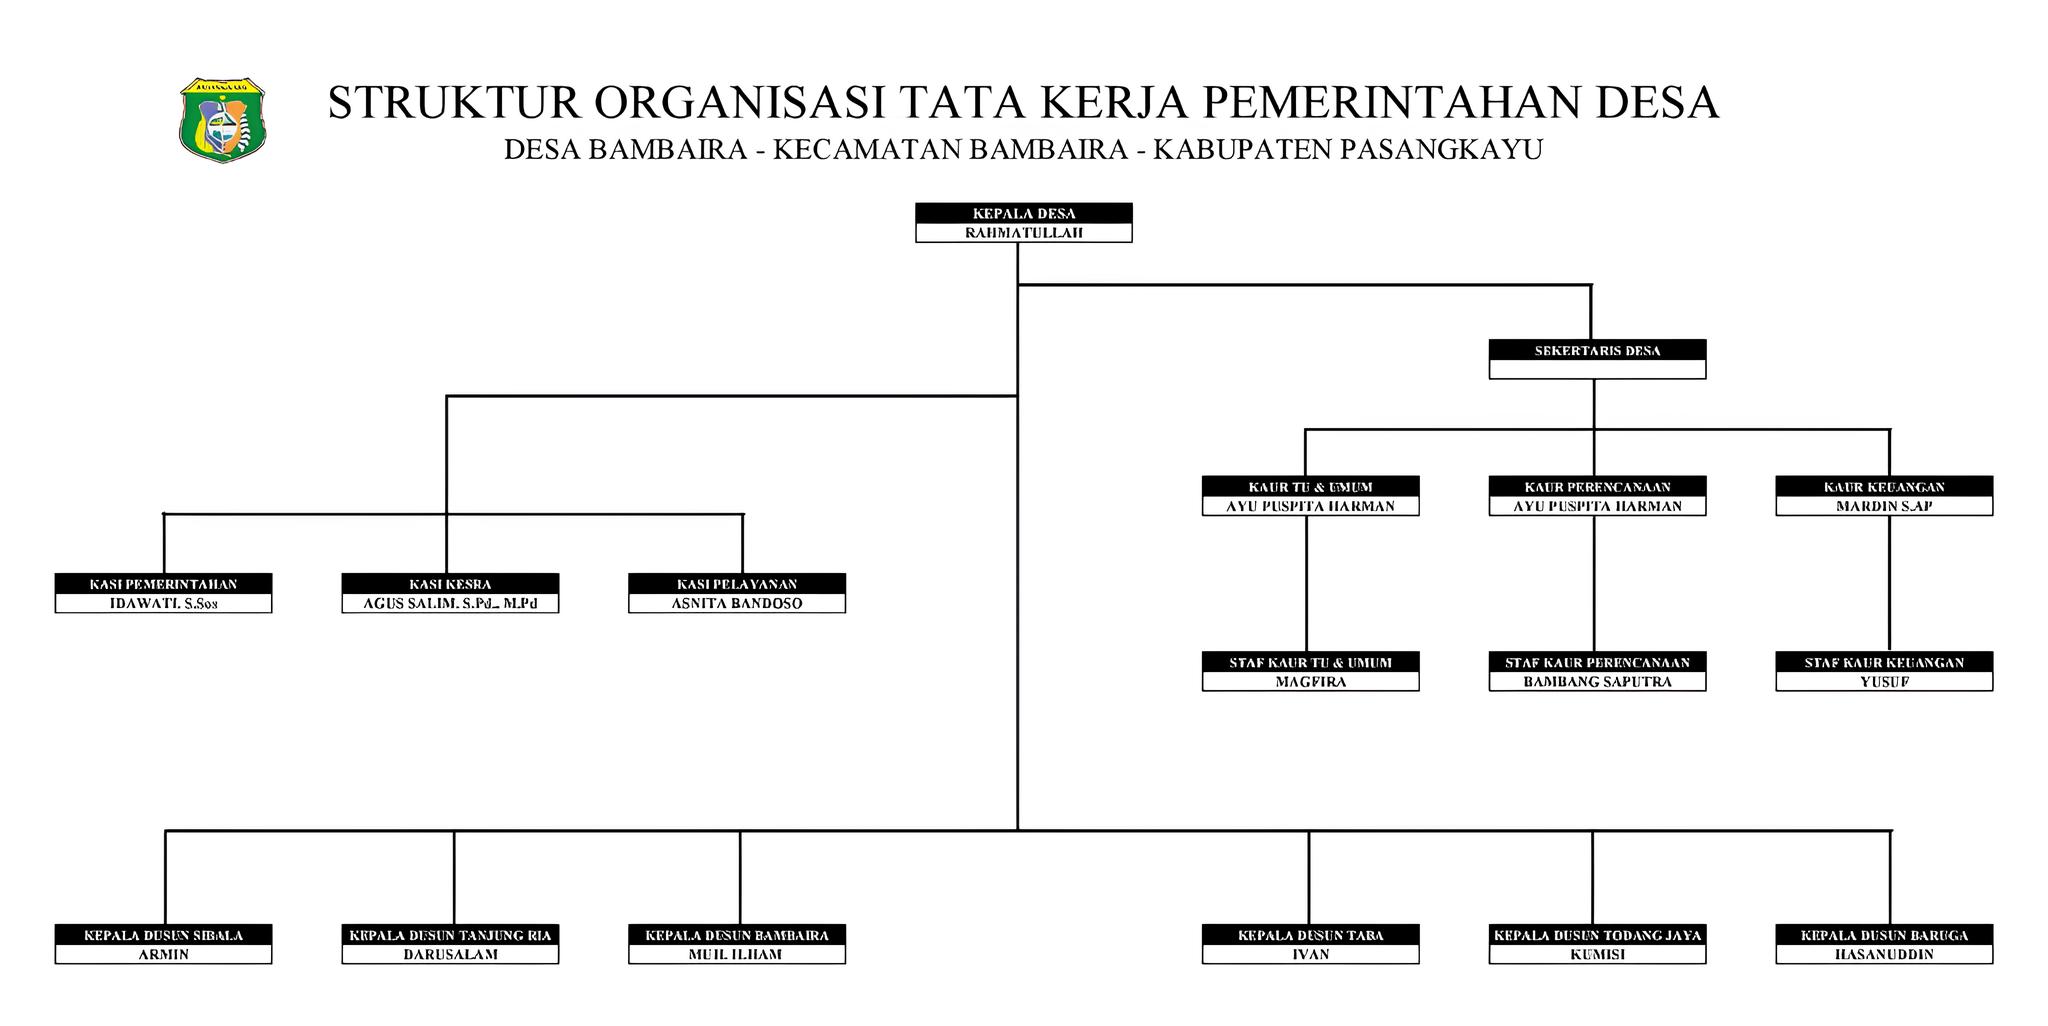 STRUKTUR ORGANISASI TATA KERJA PEMERINTAHAN DESA
DESA BAMBAIRA - KECAMATAN BAMBAIRA - KABUPATEN PASANGKAYU
KEPALA DESA
RAHMATULLAH
SEKERTARIS DESA
KAUR TU & UMUM
AYU PUSPITA HARMAN
KAUR PERENCANAAN
AYU PUSPITA HARMAN
KAUR KEUANGAN
MARDIN S.AP
KASI PEMERINTAHAN
IDAWATI. S.Sos
KASI KESRA
AGUS SALIM. S.Pd., M.Pd
KASI PELAYANAN
ASNITA BANDOSO
STAF KAUR TU & UMUM
MAGFIRA
STAF KAUR PERENCANAAN
BAMBANG SAPUTRA
STAF KAUR KEUANGAN
YUSUF
KEPALA DUSUN SIBALA
ARMIN
KEPALA DUSUN TANJUNG RIA
DARUSALAM
KEPALA DUSUN BAMBAIRA
MUH. ILHAM
KEPALA DUSUN TABA
IVAN
KEPALA DUSUN TODANG JAYA
KUMISI
KEPALA DUSUN BARUGA
HASANUDDIN